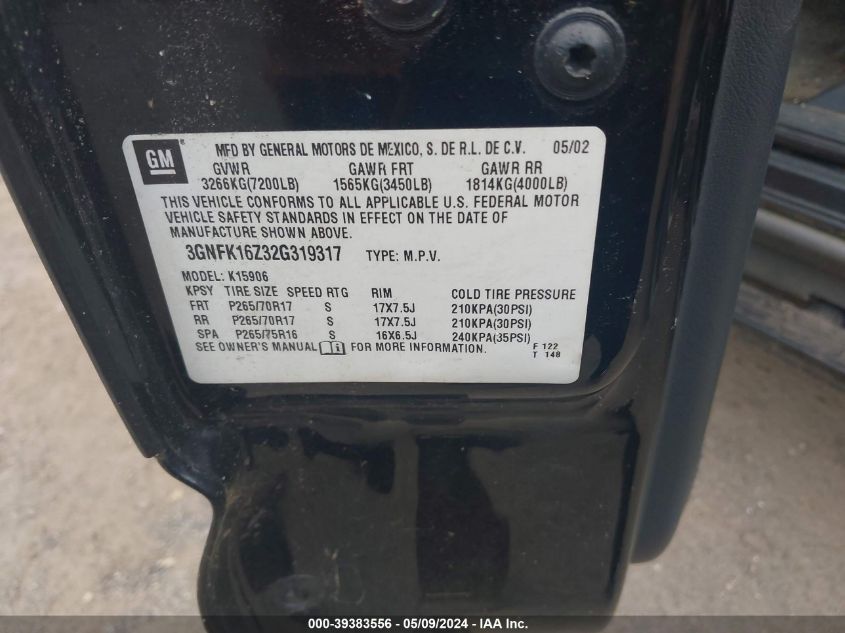 GM MFD BY GENERAL MOTORS DE MEXICO, S. DE R.L. DE C.V. 05/02
GVWR GAWR FRT GAWR RR
3266KG(7200LB) 1565KG(3450LB) 1814KG(4000LB)
THIS VEHICLE CONFORMS TO ALL APPLICABLE U.S. FEDERAL MOTOR
VEHICLE SAFETY STANDARDS IN EFFECT ON THE DATE OF
MANUFACTURE SHOWN ABOVE.
3GNFK16Z32G319317 TYPE: M.P.V.
MODEL: K15906
KPSY TIRE SIZE SPEED RTG RIM COLD TIRE PRESSURE
FRT P265/70R17 S 17X7.5J 210KPA(30PSI)
RR P265/70R17 S 17X7.5J 210KPA(30PSI)
SPA P265/75R16 S 16X6.5J 240KPA(35PSI)
SEE OWNER'S MANUAL i FOR MORE INFORMATION. F 122
T 148
000-39383556 - 05/09/2024 - IAA Inc.